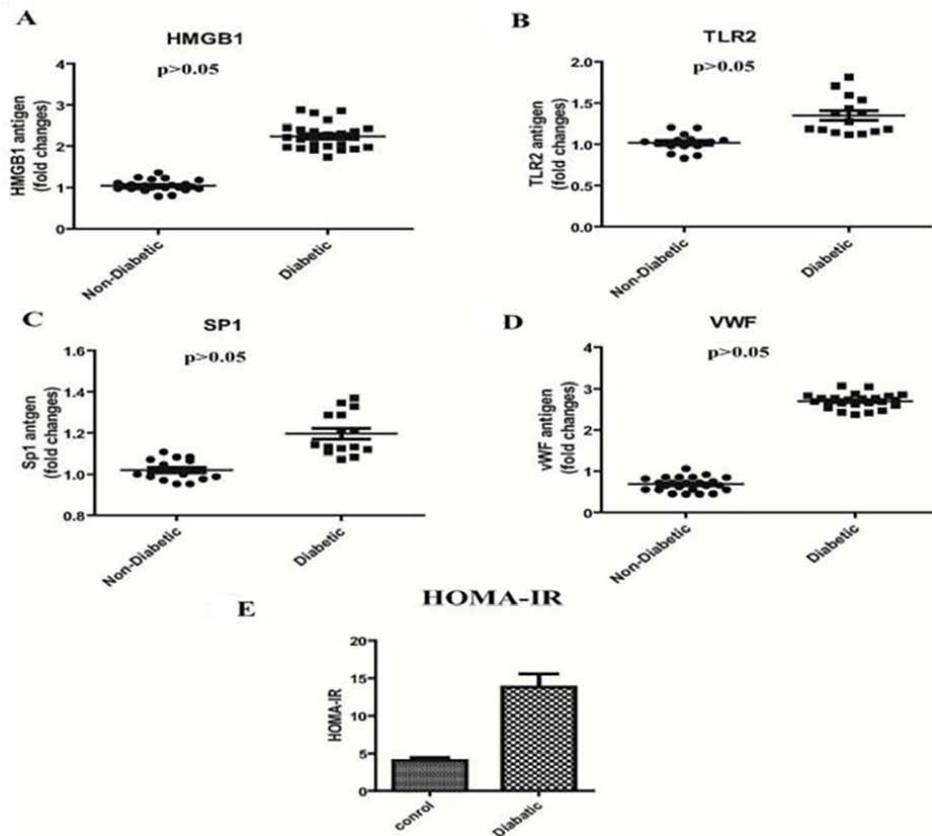 A
HMGB1
p>0.05
HMGB1 antigen
(fold changes)
4
3
2
1
0
Non-Diabetic
Diabetic
B
TLR2
p>0.05
TLR2 antigen
(fold changes)
2.0
1.5
1.0
0.5
0.0
Non-Diabetic
Diabetic
C
SP1
p>0.05
Sp1 antgen
(fold changes)
1.6
1.4
1.2
1.0
0.8
Non-Diabetic
Diabetic
D
VWF
p>0.05
vWF antigen
(fold changes)
4
3
2
1
0
Non-Diabetic
Diabetic
E
HOMA-IR
HOMA-IR
20
15
10
5
0
conrol
Diabatic